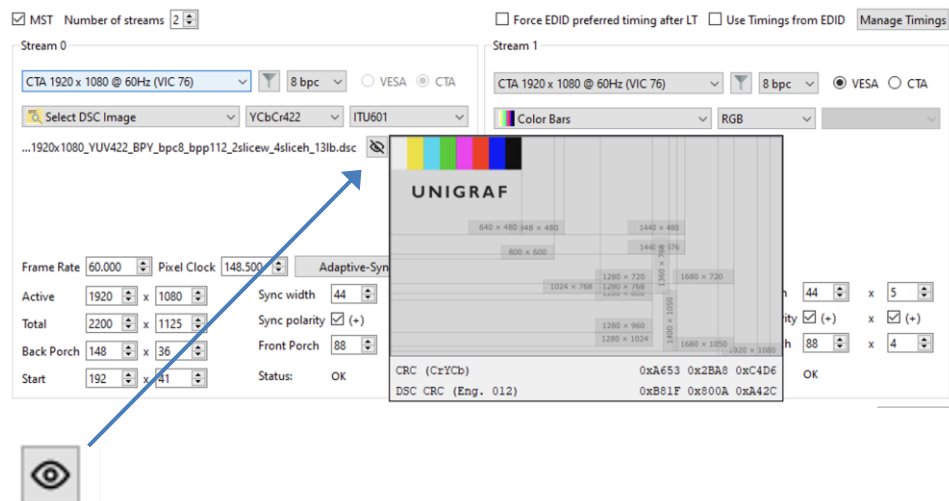 MST Number of streams 2 Force EDID preferred timing after LT Use Timings from EDID Manage Timings
Stream 0 Stream 1
CTA 1920 x 1080 @ 60Hz (VIC 76) 8 bpc VESA CTA CTA 1920 x 1080 @ 60Hz (VIC 76) 8 bpc VESA CTA
Select DSC Image YCbCr422 ITU601 Color Bars RGB
...1920x1080_YUV422_BPY_bpc8_bpp112_2slicew_4sliceh_13lb.dsc
UNIGRAF
640 × 480 848 × 480 1440 × 480
800 × 600 1440 × 576
1360 × 768
1280 × 720 1680 × 720
1024 × 768 1280 × 768
1280 × 800
1400 × 1050
1280 × 960
1280 × 1024 1680 × 1050
1920 × 1080
CRC (CrYCb) 0xA653 0x2BA8 0xC4D6
DSC CRC (Eng. 012) 0xB81F 0x800A 0xA42C
Frame Rate 60.000 Pixel Clock 148.500 Adaptive-Syn
Active 1920 x 1080 Sync width 44 44 x 5
Total 2200 x 1125 Sync polarity (+) ity (+) x (+)
Back Porch 148 x 36 Front Porch 88 h 88 x 4
Start 192 x 41 Status: OK OK